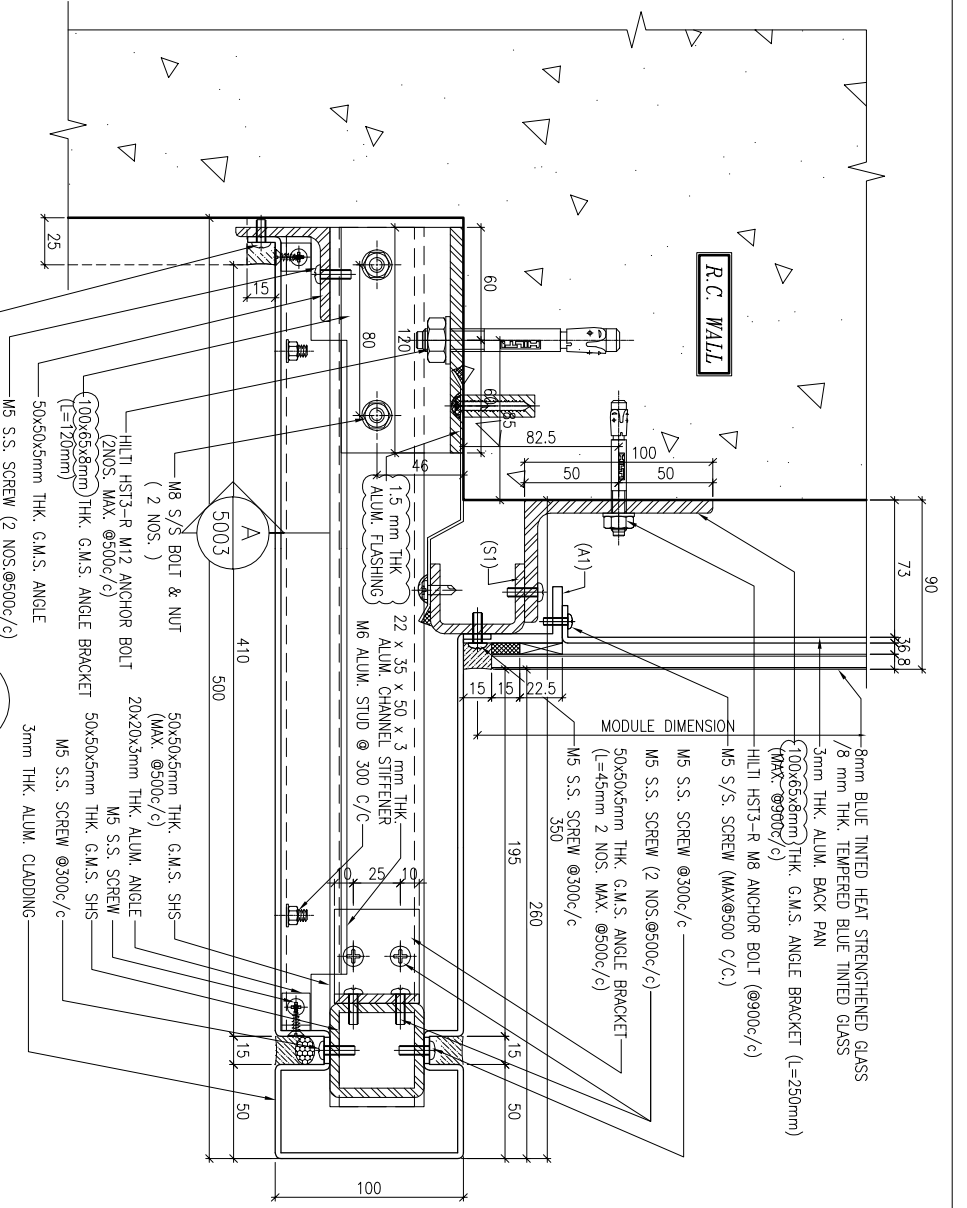 R.C. WALL
8mm BLUE TINTED HEAT STRENGTHENED GLASS
/8 mm THK. TEMPERED BLUE TINTED GLASS
3mm THK. ALUM. BACK PAN
100x65x8mm THK. G.M.S. ANGLE BRACKET (L=250mm)
(MAX. @900c/c)
HILTI HST3-R M8 ANCHOR BOLT (@900c/c)
M5 S/S. SCREW (MAX@500 C/C.)
M5 S.S. SCREW @300c/c
M5 S.S. SCREW (2 NOS.@500c/c)
50x50x5mm THK. G.M.S. ANGLE BRACKET
(L=45mm 2 NOS. MAX. @500c/c)
M5 S.S. SCREW @300c/c
MODULE DIMENSION
(A1)
(S1)
90
73
3
6.8
100
50
50
82.5
85
60
60
120
80
46
25
15
15
15
22.5
350
195
260
10
25
15
50
15
50
100
410
500
HILTI
HILTI
A
5003
1.5 mm THK
ALUM. FLASHING
22 x 35 x 50 x 3 mm THK.
ALUM. CHANNEL STIFFENER
M6 ALUM. STUD @ 300 C/C
M8 S/S BOLT & NUT
( 2 NOS. )
HILTI HST3-R M12 ANCHOR BOLT
(2NOS. MAX. @500c/c)
100x65x8mm THK. G.M.S. ANGLE BRACKET
(L=120mm)
50x50x5mm THK. G.M.S. ANGLE
M5 S.S. SCREW (2 NOS.@500c/c)
50x50x5mm THK. G.M.S. SHS
(MAX. @500c/c)
20x20x3mm THK. ALUM. ANGLE
M5 S.S. SCREW
50x50x5mm THK. G.M.S. SHS
M5 S.S. SCREW @300c/c
3mm THK. ALUM. CLADDING